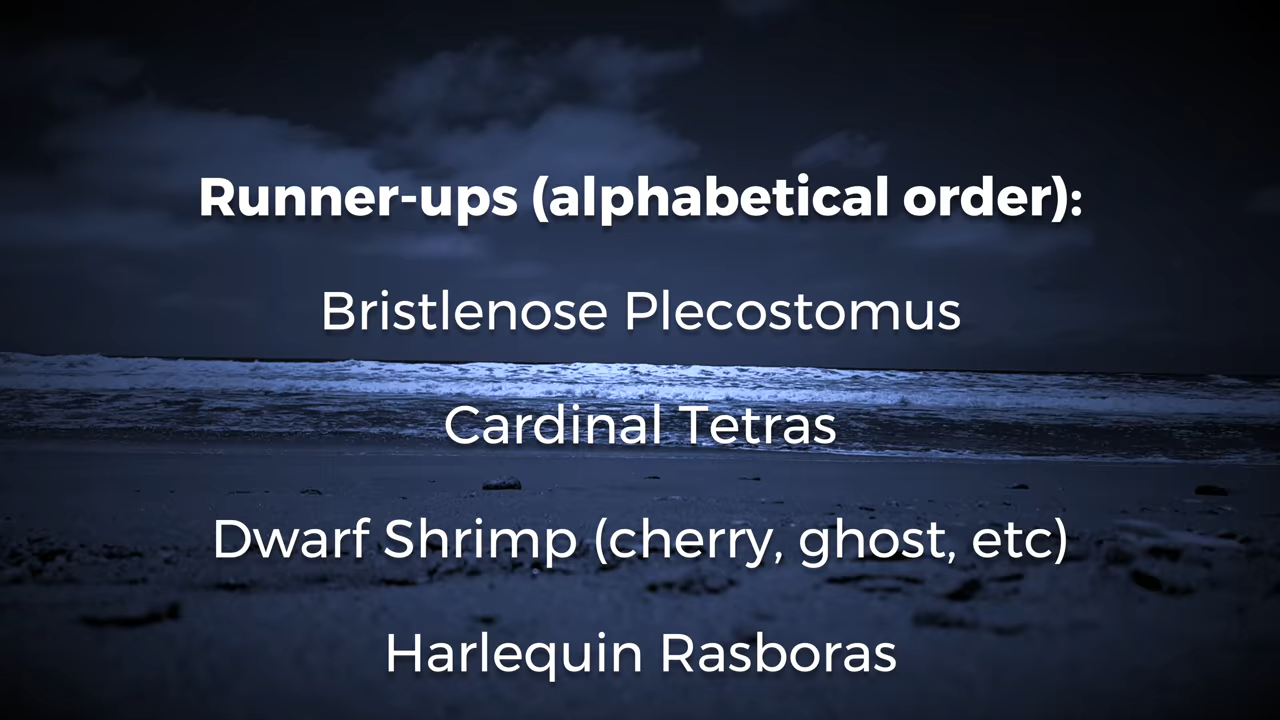 Runner-ups (alphabetical order):
Bristlenose Plecostomus
Cardinal Tetras
Dwarf Shrimp (cherry, ghost, etc)
Harlequin Rasboras